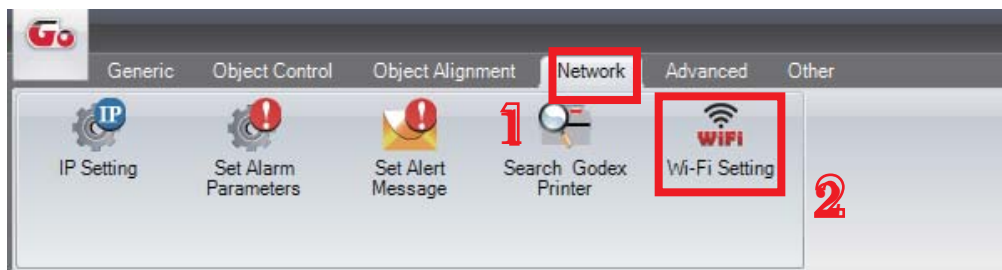 Go
Generic Object Control Object Alignment Network Advanced Other
IP
WiFi
1
IP Setting Set Alarm Parameters Set Alert Message Search Godex Printer Wi-Fi Setting
2